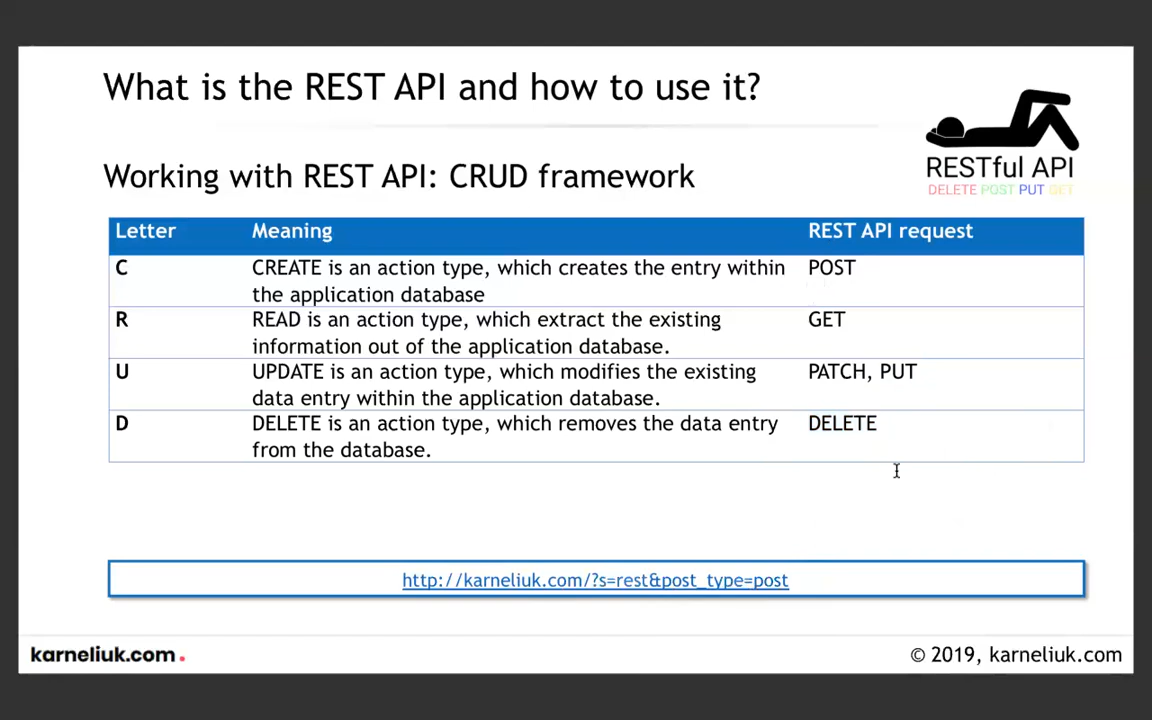 What is the REST API and how to use it?
RESTful API
DELETE POST PUT GET
Working with REST API: CRUD framework
Letter Meaning REST API request
C CREATE is an action type, which creates the entry within POST
the application database
R READ is an action type, which extract the existing GET
information out of the application database.
U UPDATE is an action type, which modifies the existing PATCH, PUT
data entry within the application database.
D DELETE is an action type, which removes the data entry DELETE
from the database.
http://karneliuk.com/?s=rest&post_type=post
karneliuk.com. © 2019, karneliuk.com